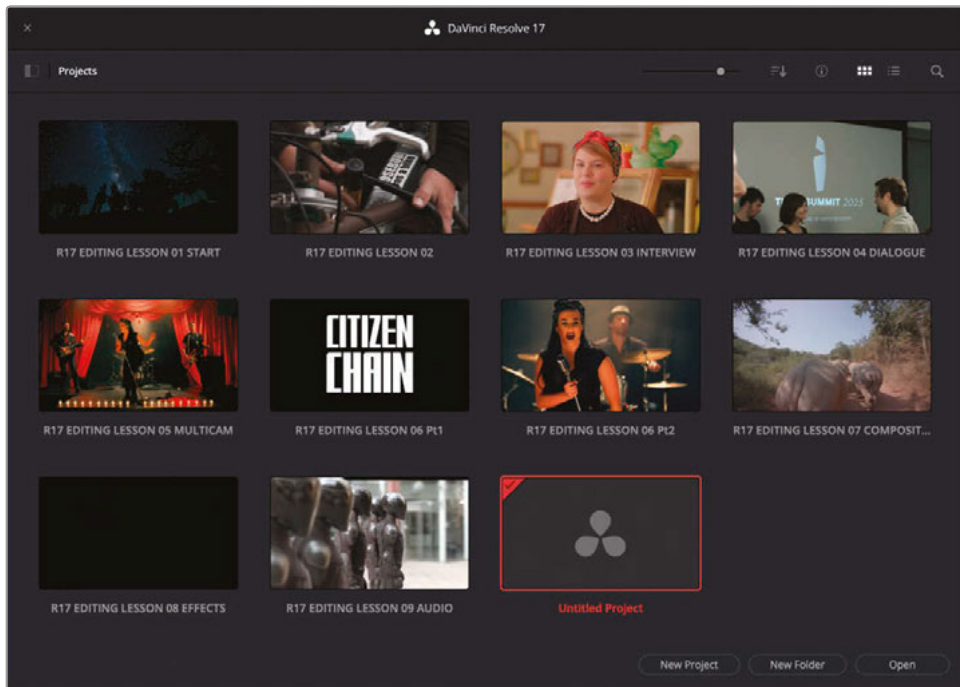 DaVinci Resolve 17
Projects
SUMMIT 2025
R17 EDITING LESSON 01 START
R17 EDITING LESSON 02
R17 EDITING LESSON 03 INTERVIEW
R17 EDITING LESSON 04 DIALOGUE
CITIZEN
CHAIN
R17 EDITING LESSON 05 MULTICAM
R17 EDITING LESSON 06 Pt1
R17 EDITING LESSON 06 Pt2
R17 EDITING LESSON 07 COMPOSIT...
R17 EDITING LESSON 08 EFFECTS
R17 EDITING LESSON 09 AUDIO
Untitled Project
New Project
New Folder
Open